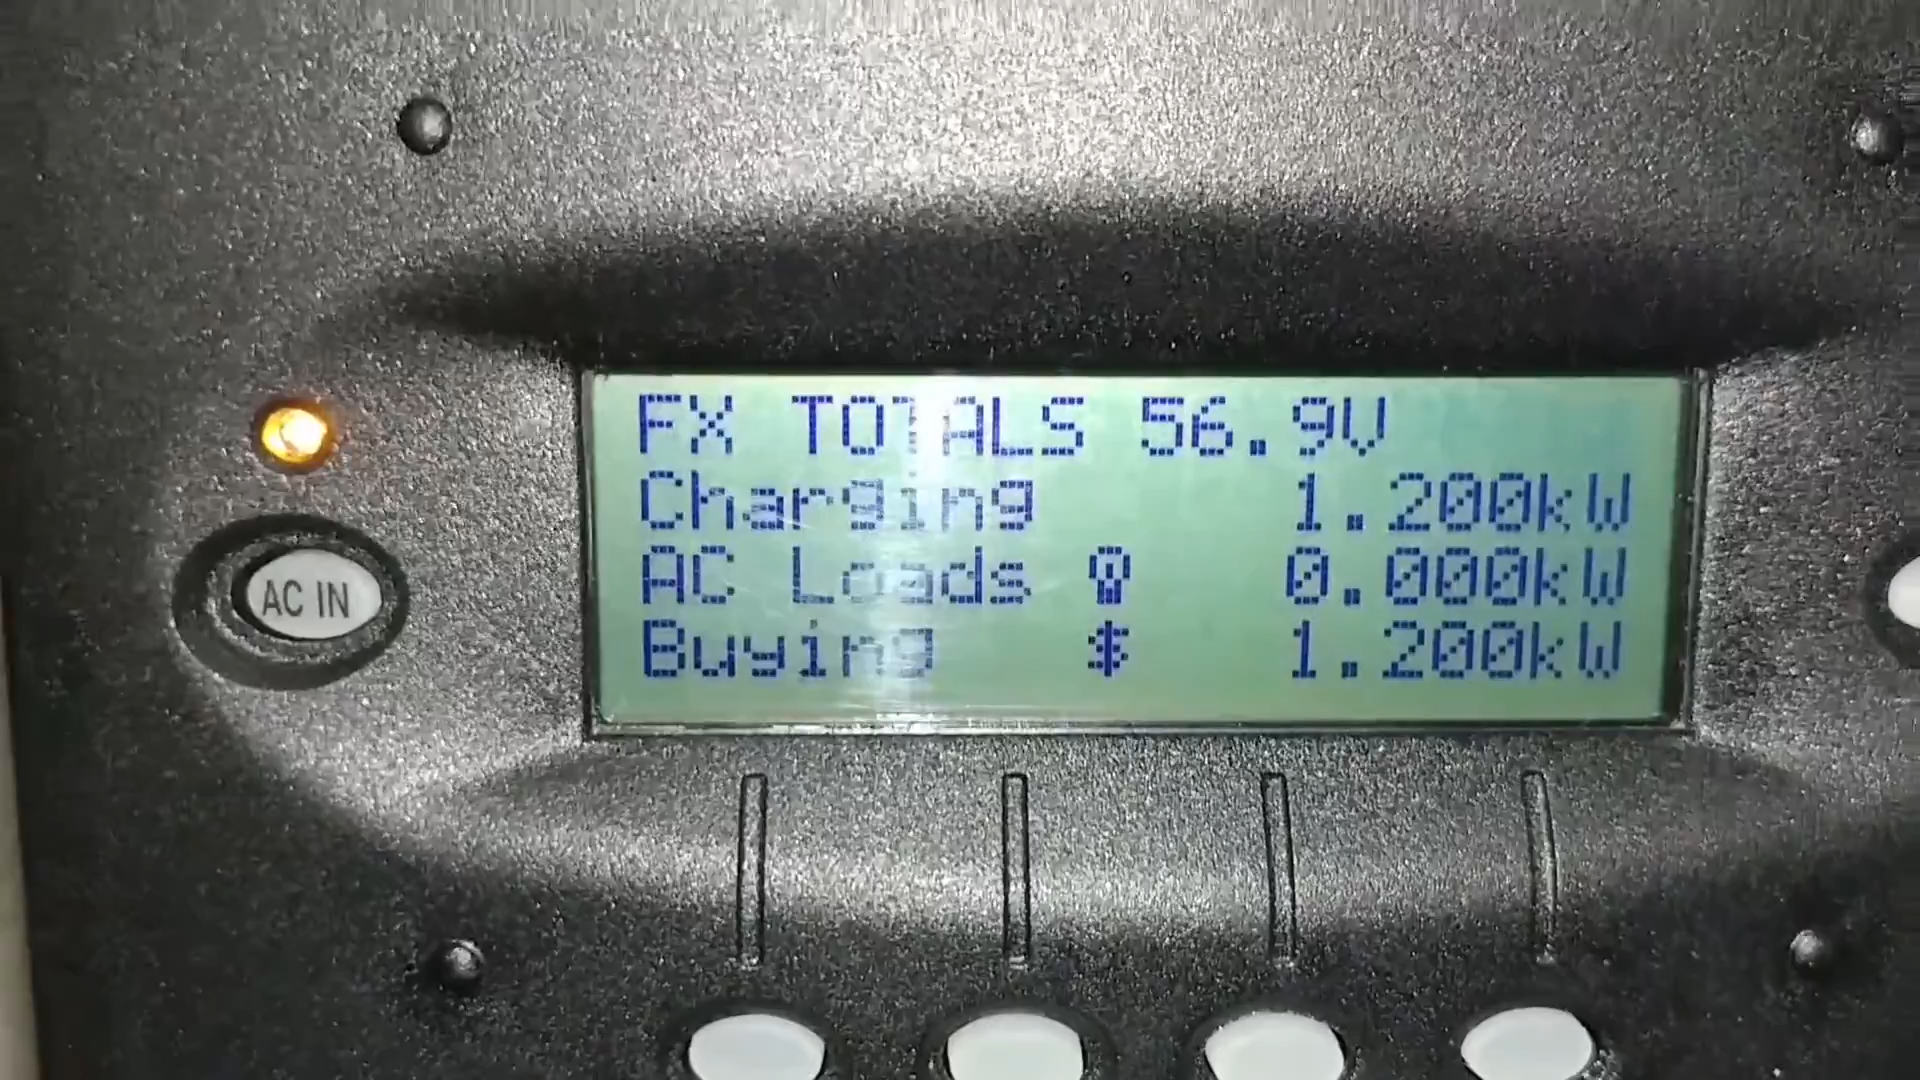 FX TOTALS 56.9V
Charging 1.200kW
AC Loads 0.000kW
Buying $ 1.200kW
AC IN